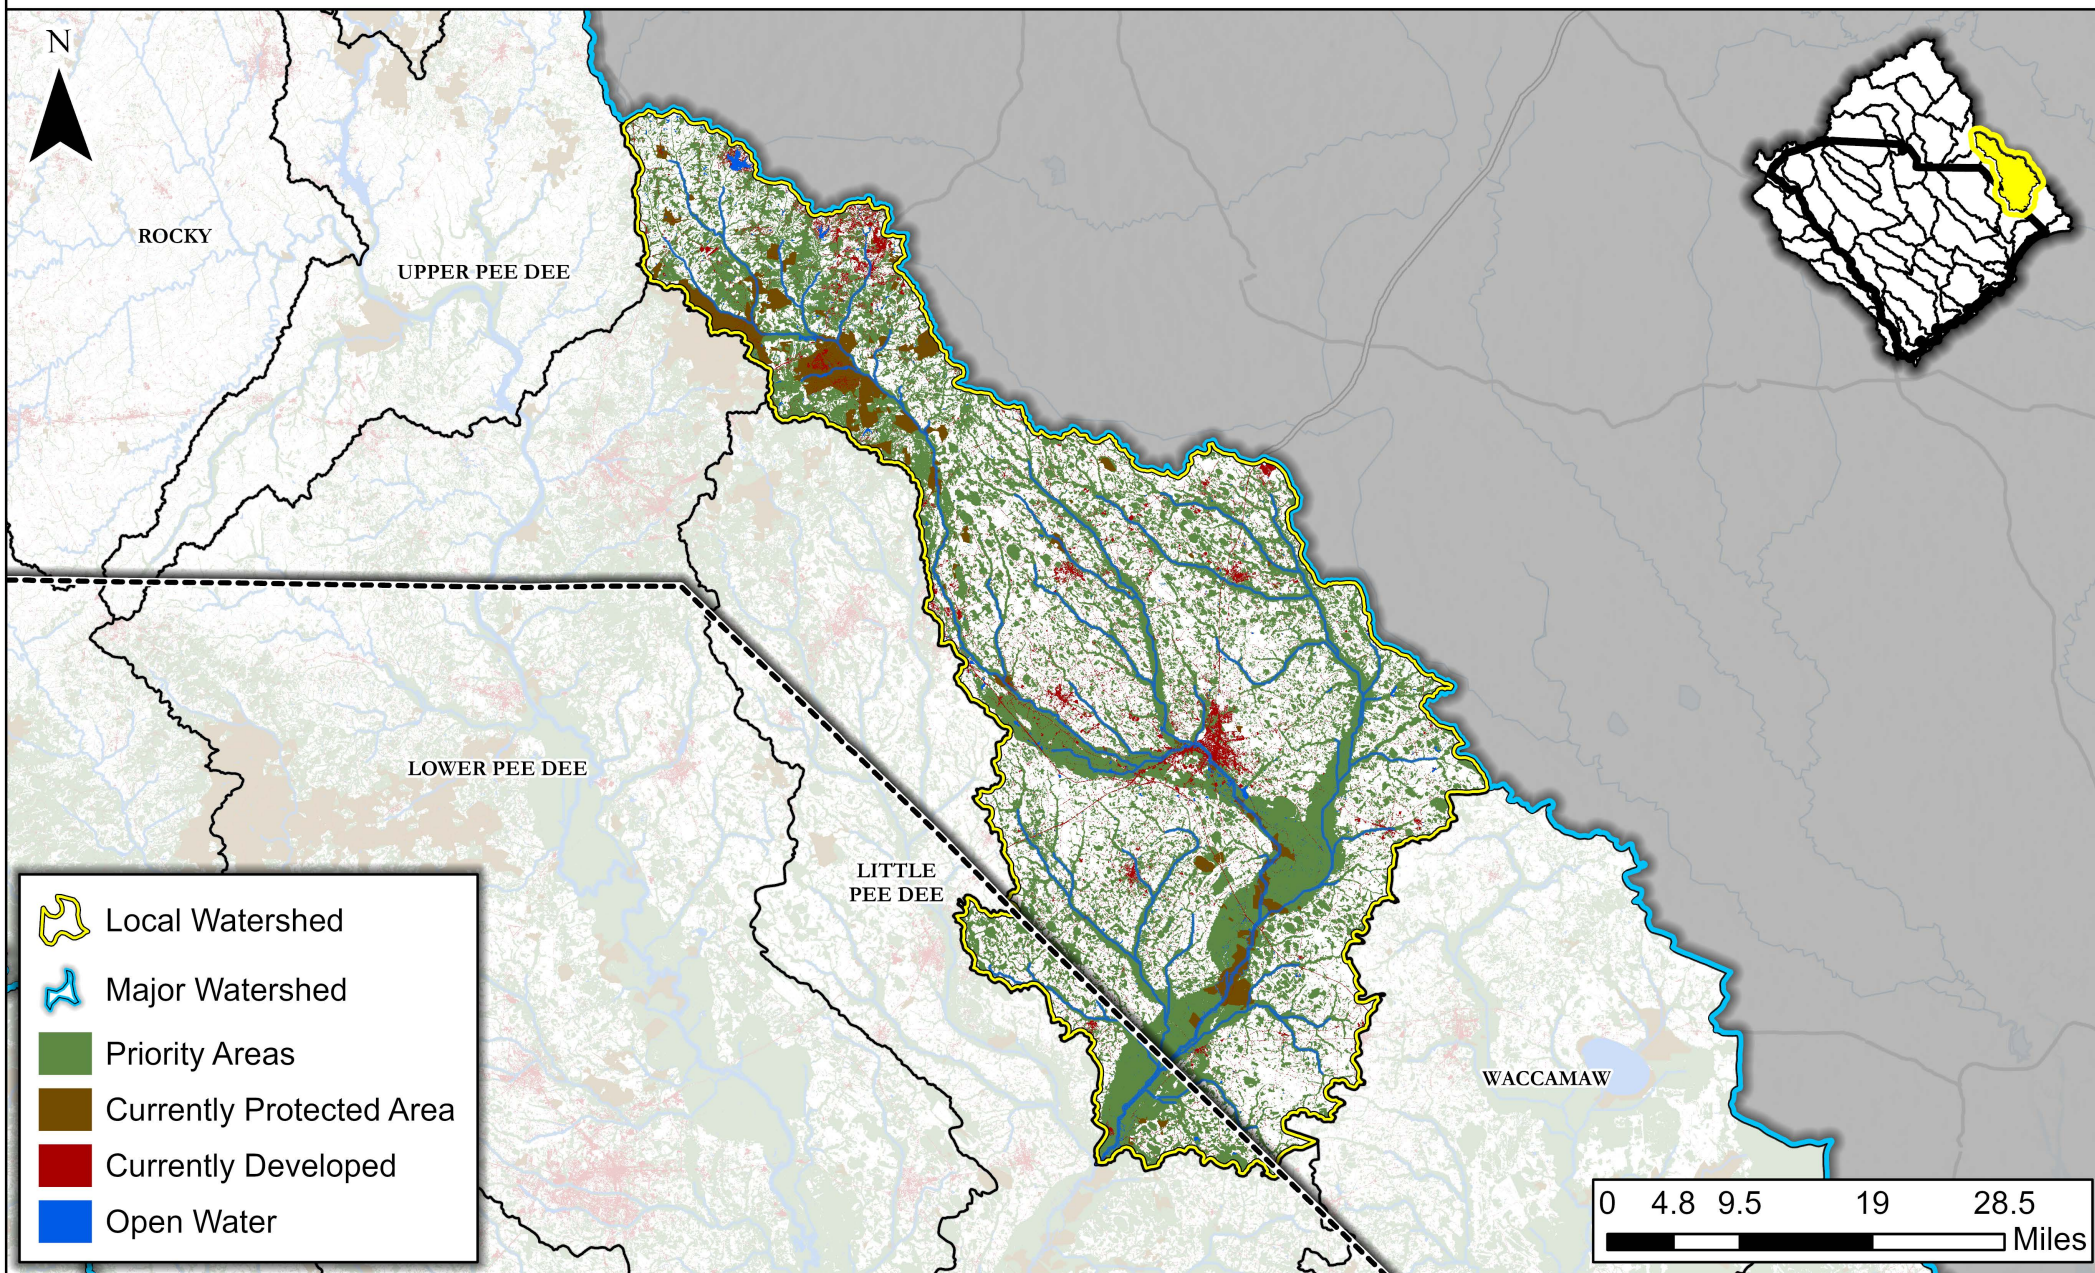 N
ROCKY
UPPER PEE DEE
LOWER PEE DEE
LITTLE
PEE DEE
WACCAMAW
Local Watershed
Major Watershed
Priority Areas
Currently Protected Area
Currently Developed
Open Water
0 4.8 9.5 19 28.5
Miles